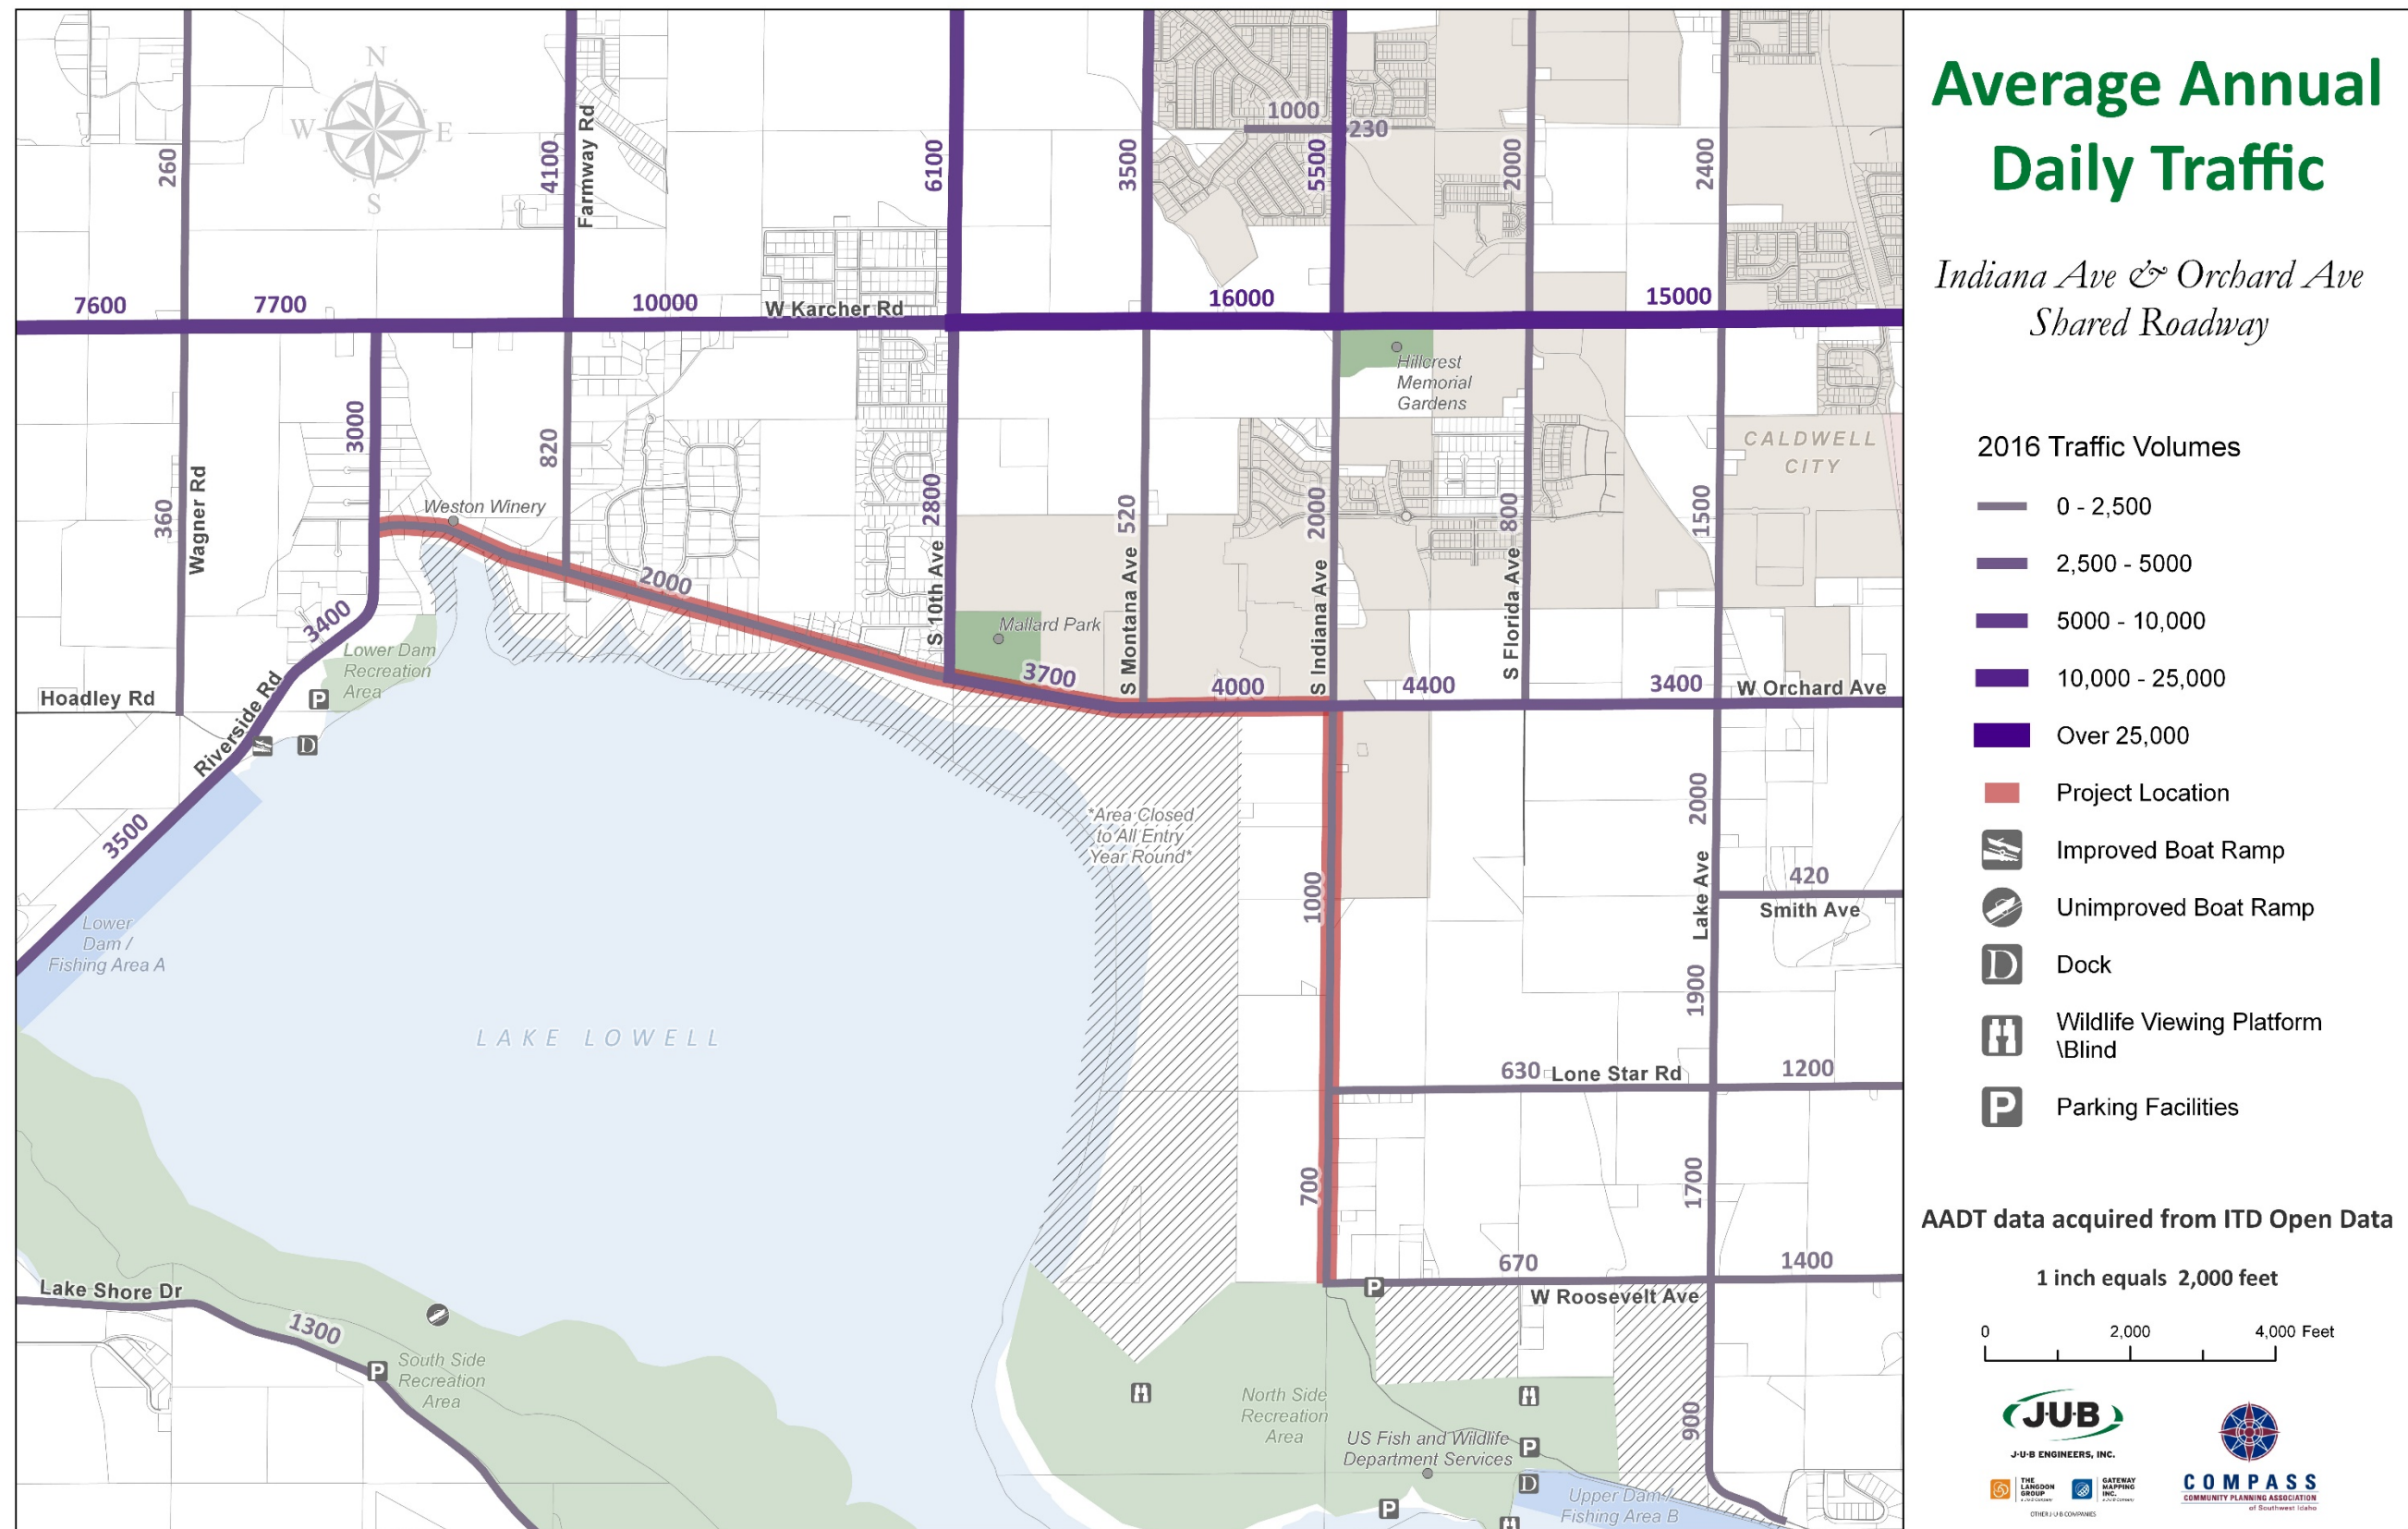 Average Annual
Daily Traffic
Indiana Ave & Orchard Ave
Shared Roadway
2016 Traffic Volumes
0 - 2,500
2,500 - 5000
5000 - 10,000
10,000 - 25,000
Over 25,000
Project Location
Improved Boat Ramp
Unimproved Boat Ramp
D
Dock
Wildlife Viewing Platform
\Blind
P
Parking Facilities
AADT data acquired from ITD Open Data
1 inch equals 2,000 feet
0 2,000 4,000 Feet
J·U·B
J·U·B ENGINEERS, INC.
THE
LANGDON
GROUP
GATEWAY
MAPPING
INC.
OTHER J·U·B COMPANIES
COMPASS
COMMUNITY PLANNING ASSOCIATION
of Southwest Idaho
N
W
E
S
260
4100
Farmway Rd
6100
3500
1000
230
5500
2000
2400
7600
7700
10000
W Karcher Rd
16000
15000
Hillcrest
Memorial
Gardens
3000
820
360
Wagner Rd
Weston Winery
2800
S 10th Ave
520
S Montana Ave
2000
S Indiana Ave
800
S Florida Ave
1500
CALDWELL
CITY
2000
3400
Lower Dam
Recreation
Area
P
Mallard Park
3700
4000
4400
3400
W Orchard Ave
Hoadley Rd
Riverside Rd
D
3500
Lower
Dam /
Fishing Area A
*Area Closed
to All Entry
Year Round*
1000
2000
Lake Ave
420
Smith Ave
1900
LAKE LOWELL
630
Lone Star Rd
1200
700
1700
670
1400
P
W Roosevelt Ave
Lake Shore Dr
1300
P
South Side
Recreation
Area
North Side
Recreation
Area
900
US Fish and Wildlife
Department Services
P
D
P
Upper Dam /
Fishing Area B